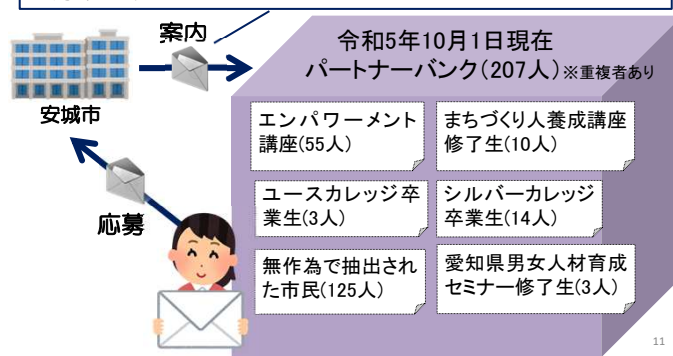 案内
安城市
応募
令和5年10月1日現在
パートナーバンク(207人)※重複者あり
エンパワーメント
講座(55人)
まちづくり人養成講座
修了生(10人)
ユースカレッジ卒
業生(3人)
シルバーカレッジ
卒業生(14人)
無作為で抽出され
た市民(125人)
愛知県男女人材育成
セミナー修了生(3人)
11